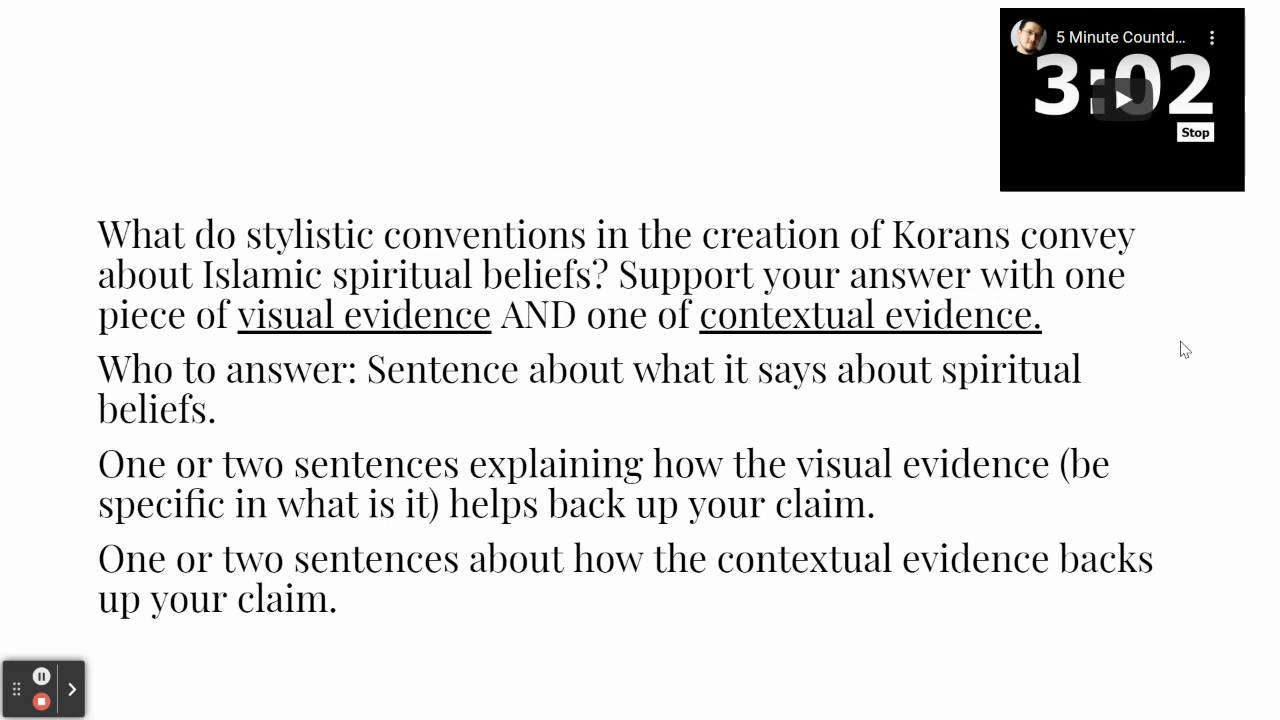 5 Minute Countd...
3:02
Stop
What do stylistic conventions in the creation of Korans convey
about Islamic spiritual beliefs? Support your answer with one
piece of visual evidence AND one of contextual evidence.
Who to answer: Sentence about what it says about spiritual
beliefs.
One or two sentences explaining how the visual evidence (be
specific in what is it) helps back up your claim.
One or two sentences about how the contextual evidence backs
up your claim.